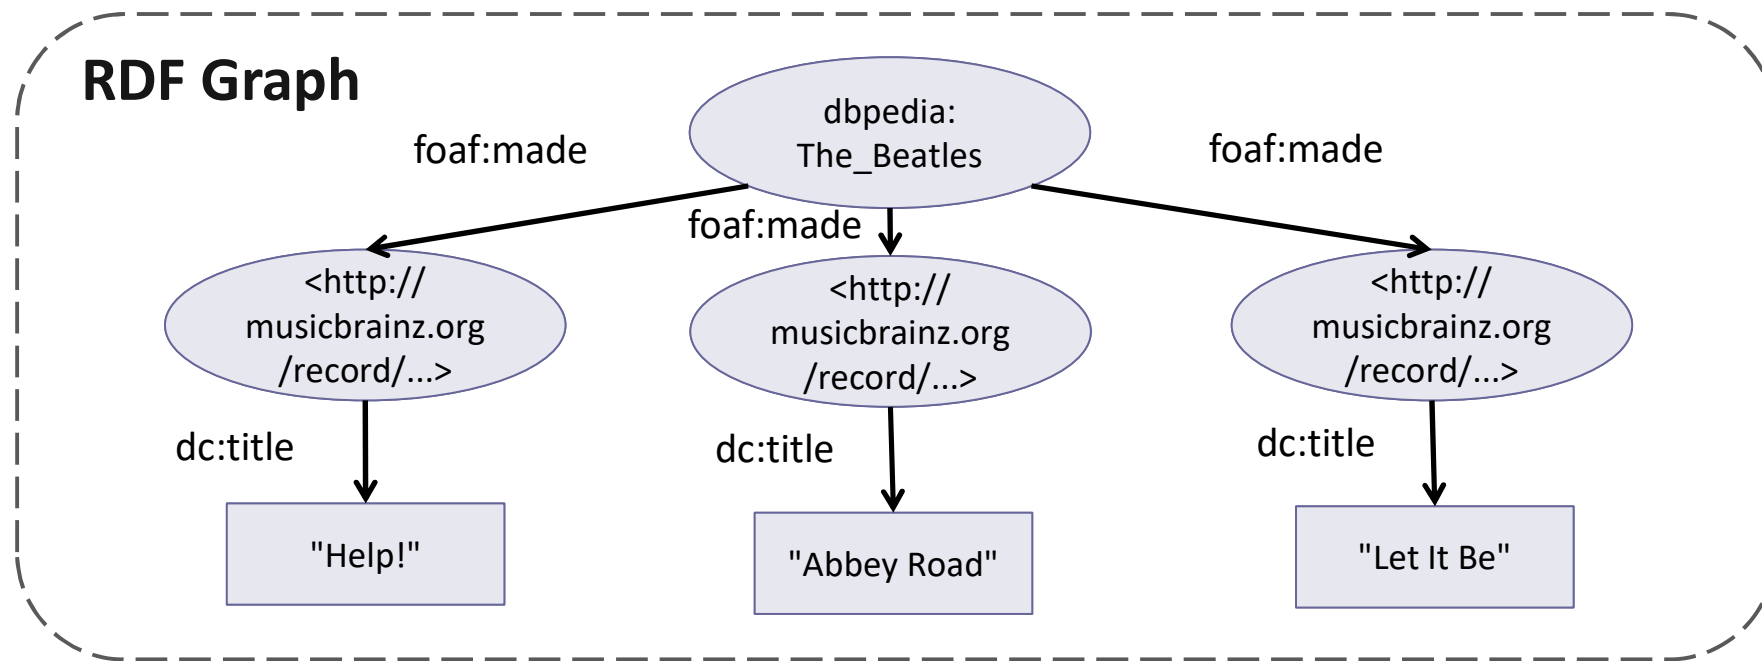 RDF Graph
dbpedia:
The_Beatles
foaf:made
foaf:made
foaf:made
<http://
musicbrainz.org
/record/...>
<http://
musicbrainz.org
/record/...>
<http://
musicbrainz.org
/record/...>
dc:title
dc:title
dc:title
"Help!"
"Abbey Road"
"Let It Be"